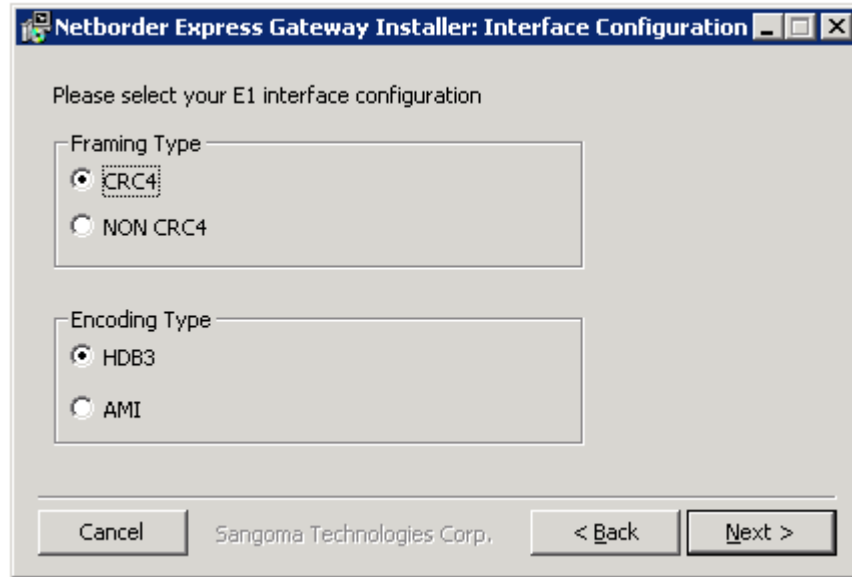 Netborder Express Gateway Installer: Interface Configuration
Please select your E1 interface configuration
Framing Type
CRC4
NON CRC4
Encoding Type
HDB3
AMI
Cancel Sangoma Technologies Corp. < Back Next >